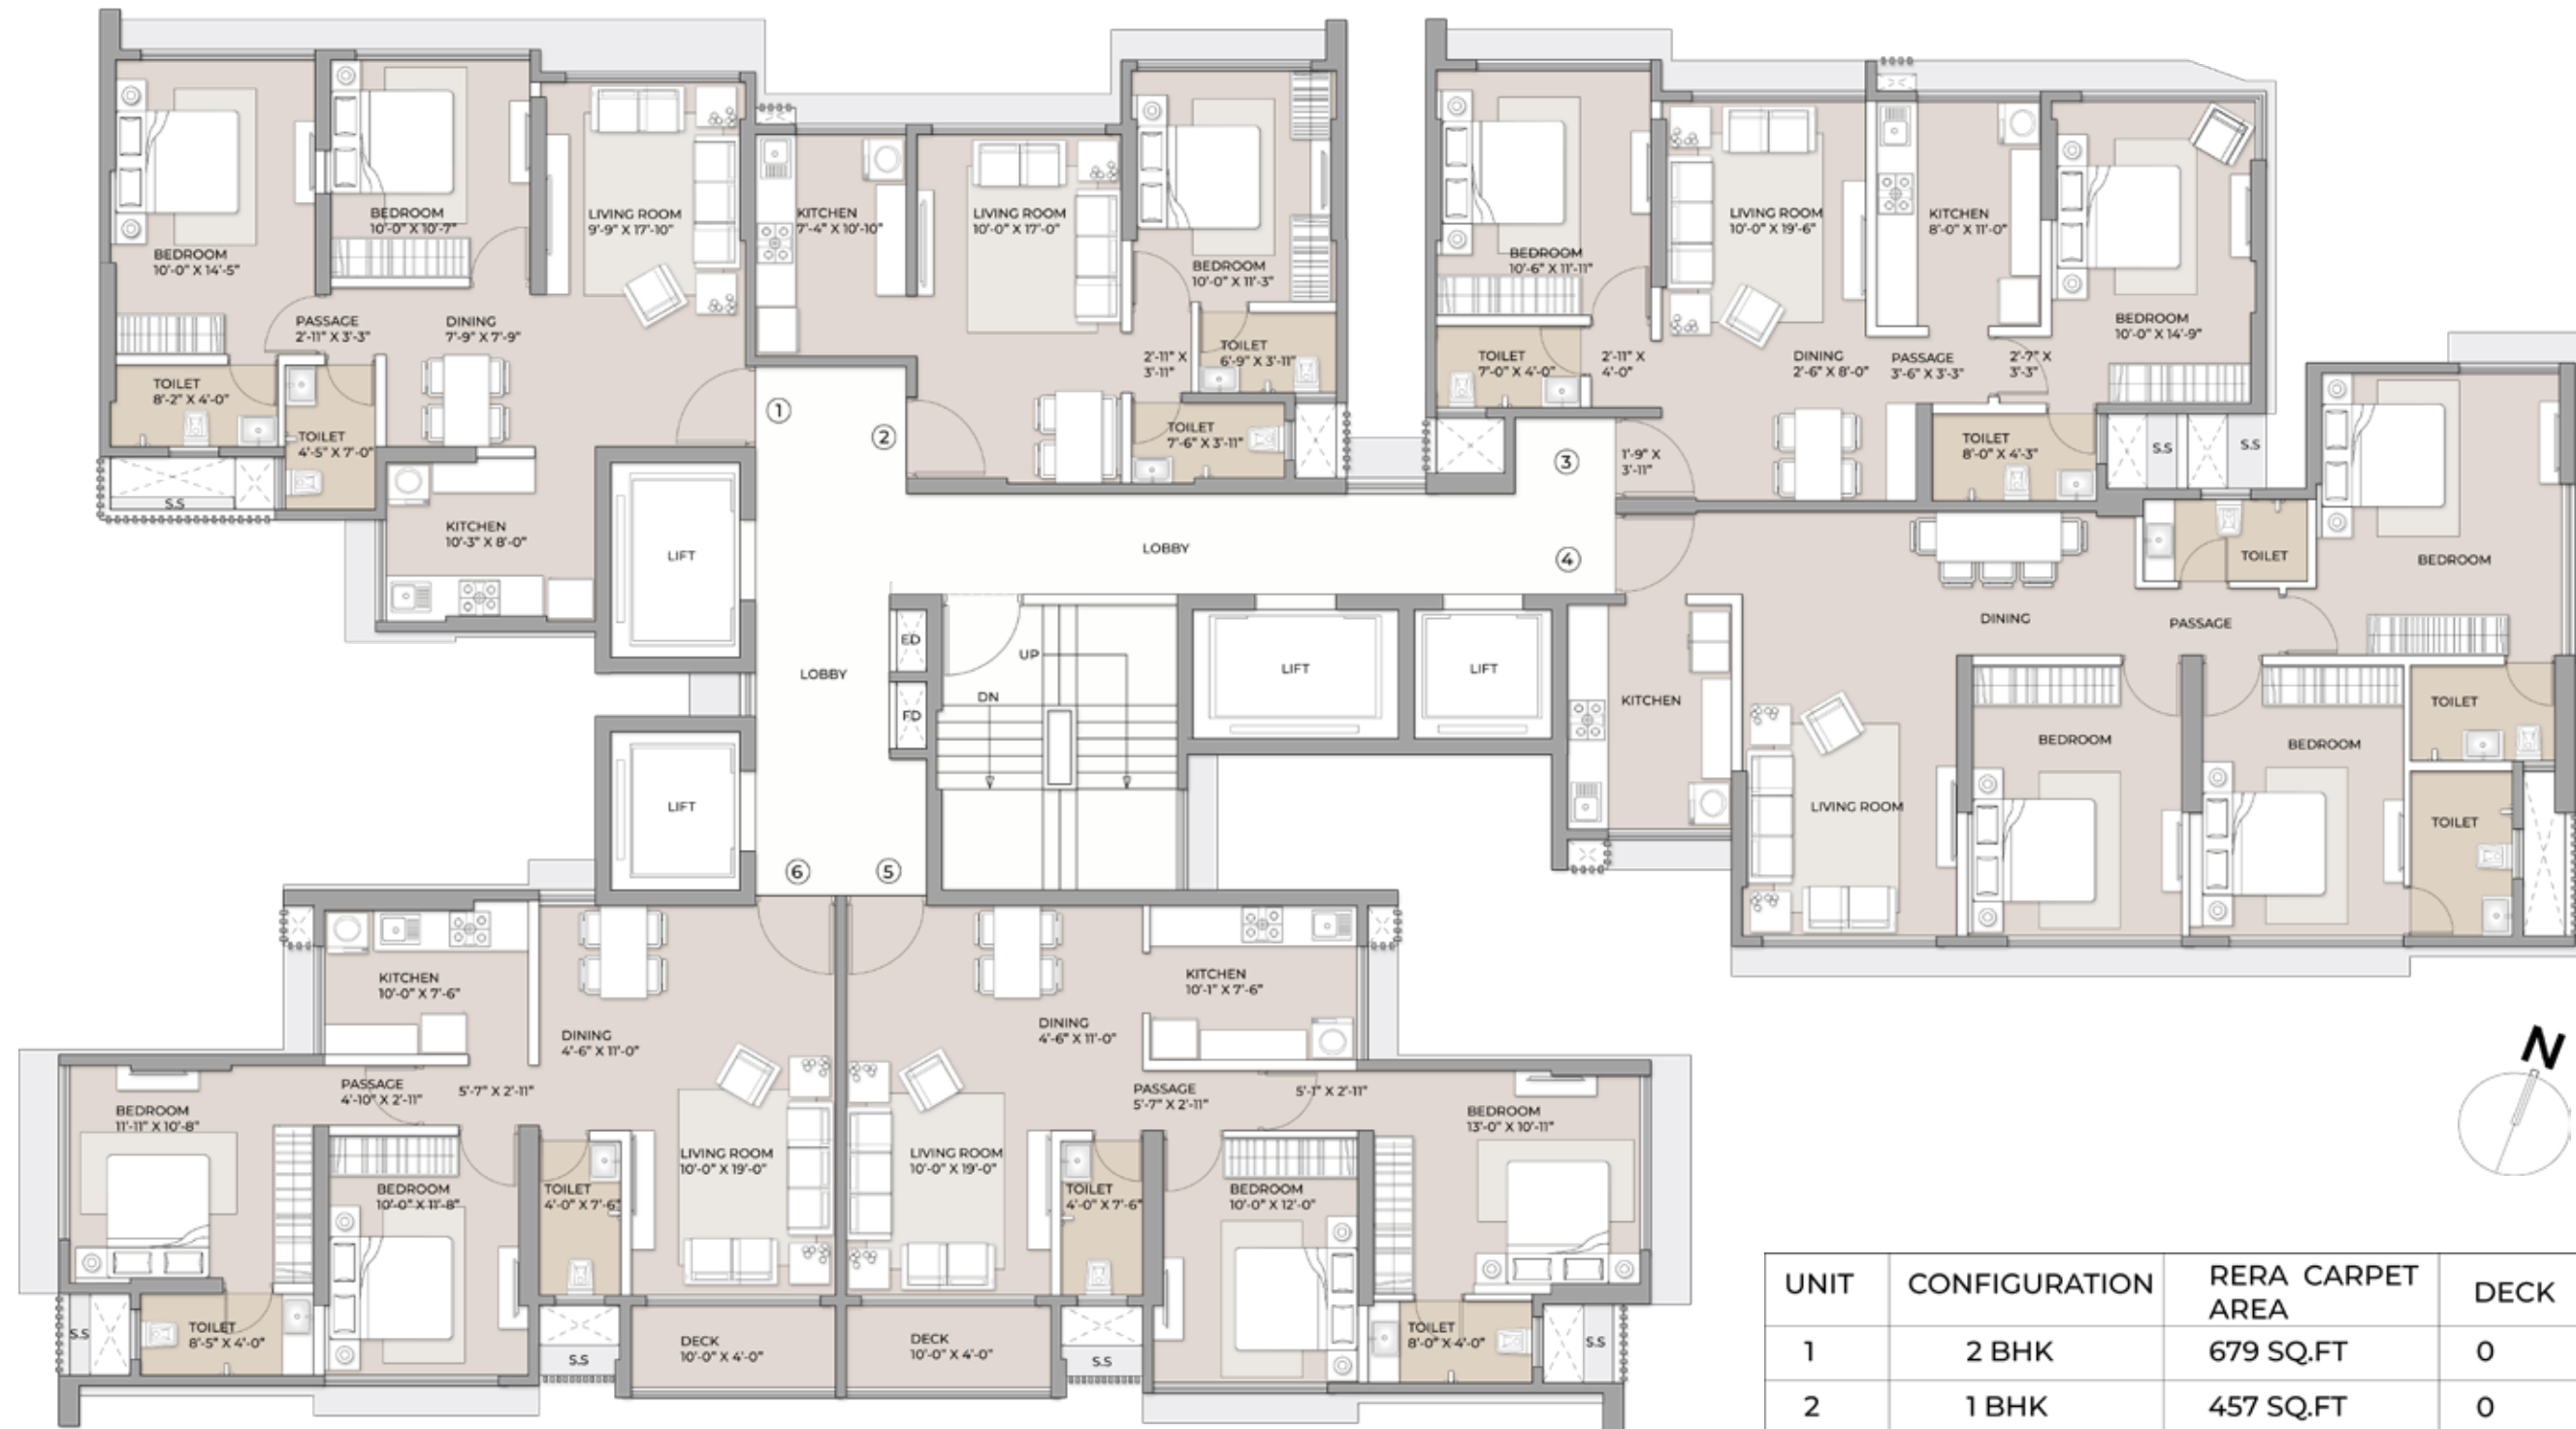 BEDROOM
10'-0" X 14'-5"
BEDROOM
10'-0" X 10'-7"
LIVING ROOM
9'-9" X 17'-10"
PASSAGE
2'-11" X 3'-3"
DINING
7'-9" X 7'-9"
TOILET
8'-2" X 4'-0"
TOILET
4'-5" X 7'-0"
S.S
KITCHEN
10'-3" X 8'-0"
1
KITCHEN
7'-4" X 10'-10"
LIVING ROOM
10'-0" X 17'-0"
BEDROOM
10'-0" X 11'-3"
2'-11" X
3'-11"
TOILET
6'-9" X 3'-11"
TOILET
7'-6" X 3'-11"
2
BEDROOM
10'-6" X 11'-11"
LIVING ROOM
10'-0" X 19'-6"
KITCHEN
8'-0" X 11'-0"
BEDROOM
10'-0" X 14'-9"
TOILET
7'-0" X 4'-0"
2'-11" X
4'-0"
DINING
2'-6" X 8'-0"
PASSAGE
3'-6" X 3'-3"
2'-7" X
3'-3"
3
1'-9" X
3'-11"
TOILET
8'-0" X 4'-3"
S.S
S.S
LIFT
LOBBY
4
TOILET
BEDROOM
DINING
PASSAGE
ED
UP
LIFT
LIFT
LOBBY
DN
FD
KITCHEN
TOILET
BEDROOM
BEDROOM
LIFT
LIVING ROOM
TOILET
6
5
KITCHEN
10'-0" X 7'-6"
DINING
4'-6" X 11'-0"
PASSAGE
4'-10" X 2'-11"
5'-7" X 2'-11"
BEDROOM
11'-11" X 10'-8"
BEDROOM
10'-0" X 11'-8"
TOILET
4'-0" X 7'-6"
LIVING ROOM
10'-0" X 19'-0"
S.S
TOILET
8'-5" X 4'-0"
S.S
DECK
10'-0" X 4'-0"
KITCHEN
10'-1" X 7'-6"
DINING
4'-6" X 11'-0"
PASSAGE
5'-7" X 2'-11"
5'-1" X 2'-11"
BEDROOM
13'-0" X 10'-11"
LIVING ROOM
10'-0" X 19'-0"
TOILET
4'-0" X 7'-6"
BEDROOM
10'-0" X 12'-0"
DECK
10'-0" X 4'-0"
S.S
TOILET
8'-0" X 4'-0"
S.S
N
UNIT CONFIGURATION RERA CARPET AREA DECK
1 2 BHK 679 SQ.FT 0
2 1 BHK 457 SQ.FT 0